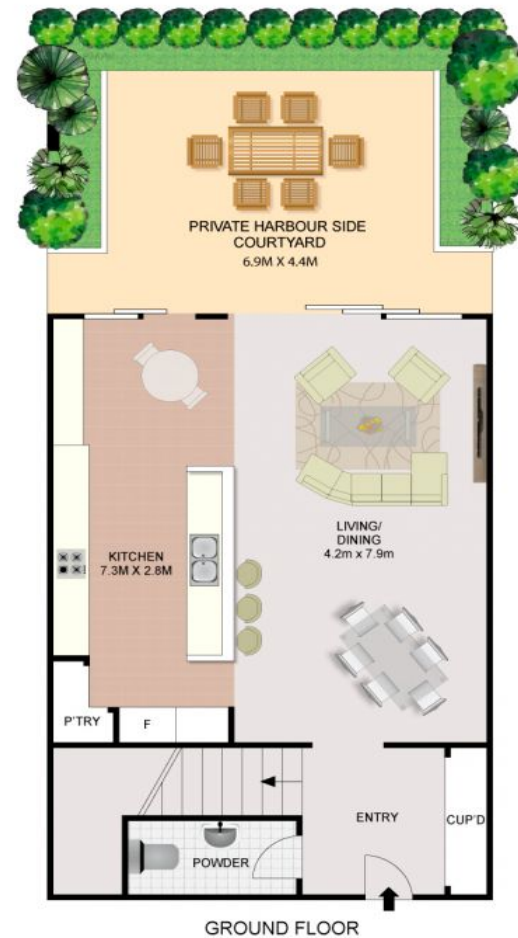 PRIVATE HARBOUR SIDE
COURTYARD
6.9M X 4.4M
LIVING/
DINING
4.2m x 7.9m
KITCHEN
7.3M X 2.8M
P'TRY
F
ENTRY
CUP'D
POWDER
GROUND FLOOR